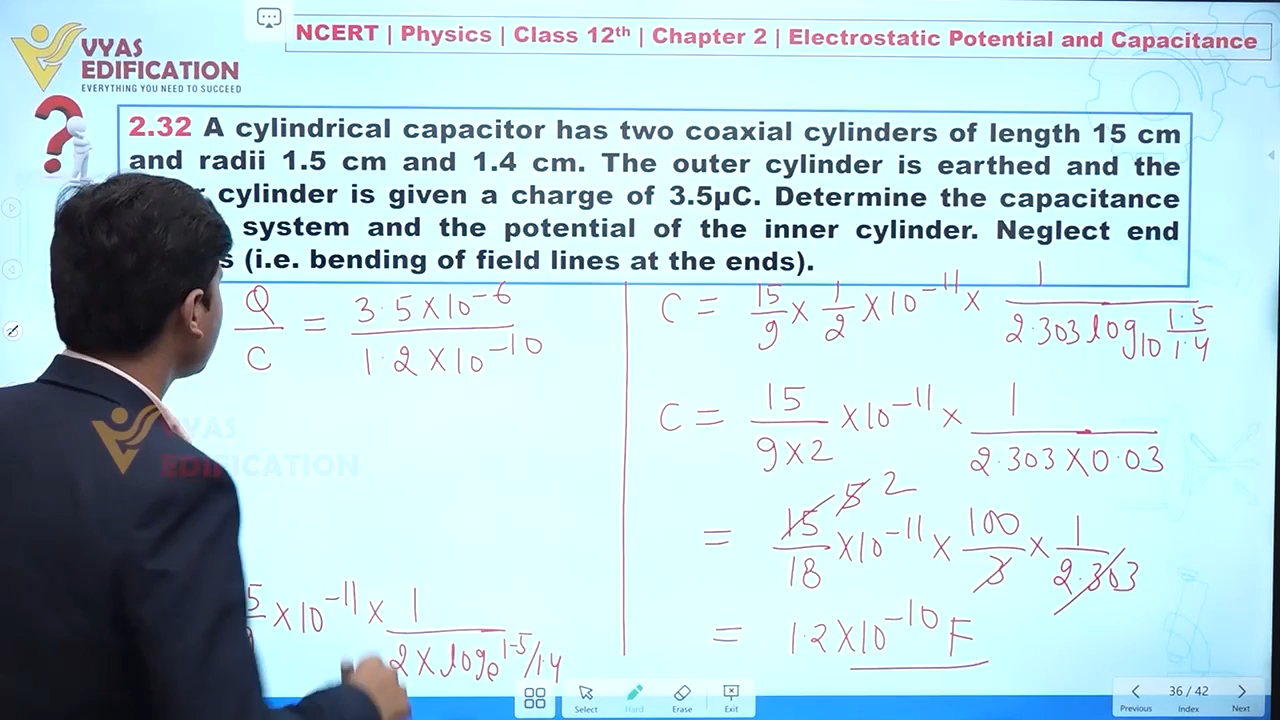 VYAS
EDIFICATION
EVERYTHING YOU NEED TO SUCCEED
NCERT | Physics | Class 12th | Chapter 2 | Electrostatic Potential and Capacitance
2.32 A cylindrical capacitor has two coaxial cylinders of length 15 cm
and radii 1.5 cm and 1.4 cm. The outer cylinder is earthed and the
cylinder is given a charge of 3.5μC. Determine the capacitance
system and the potential of the inner cylinder. Neglect end
(i.e. bending of field lines at the ends).
Q/C = 3.5×10^-6 / 1.2×10^-10
×10^-11 × 1 / 2×log_e 1.5/1.4
C = 15/9 × 1/2 ×10^-11 × 1 / 2.303 log10 1.5/1.4
C = 15 / 9×2 ×10^-11 × 1 / 2.303×0.03
5 2
= 15/18 ×10^-11 × 100/3 × 1/2.303
= 1.2×10^-10 F
VYAS
EDIFICATION
Select
Hard
Erase
Exit
Previous
36 / 42
Index
Next